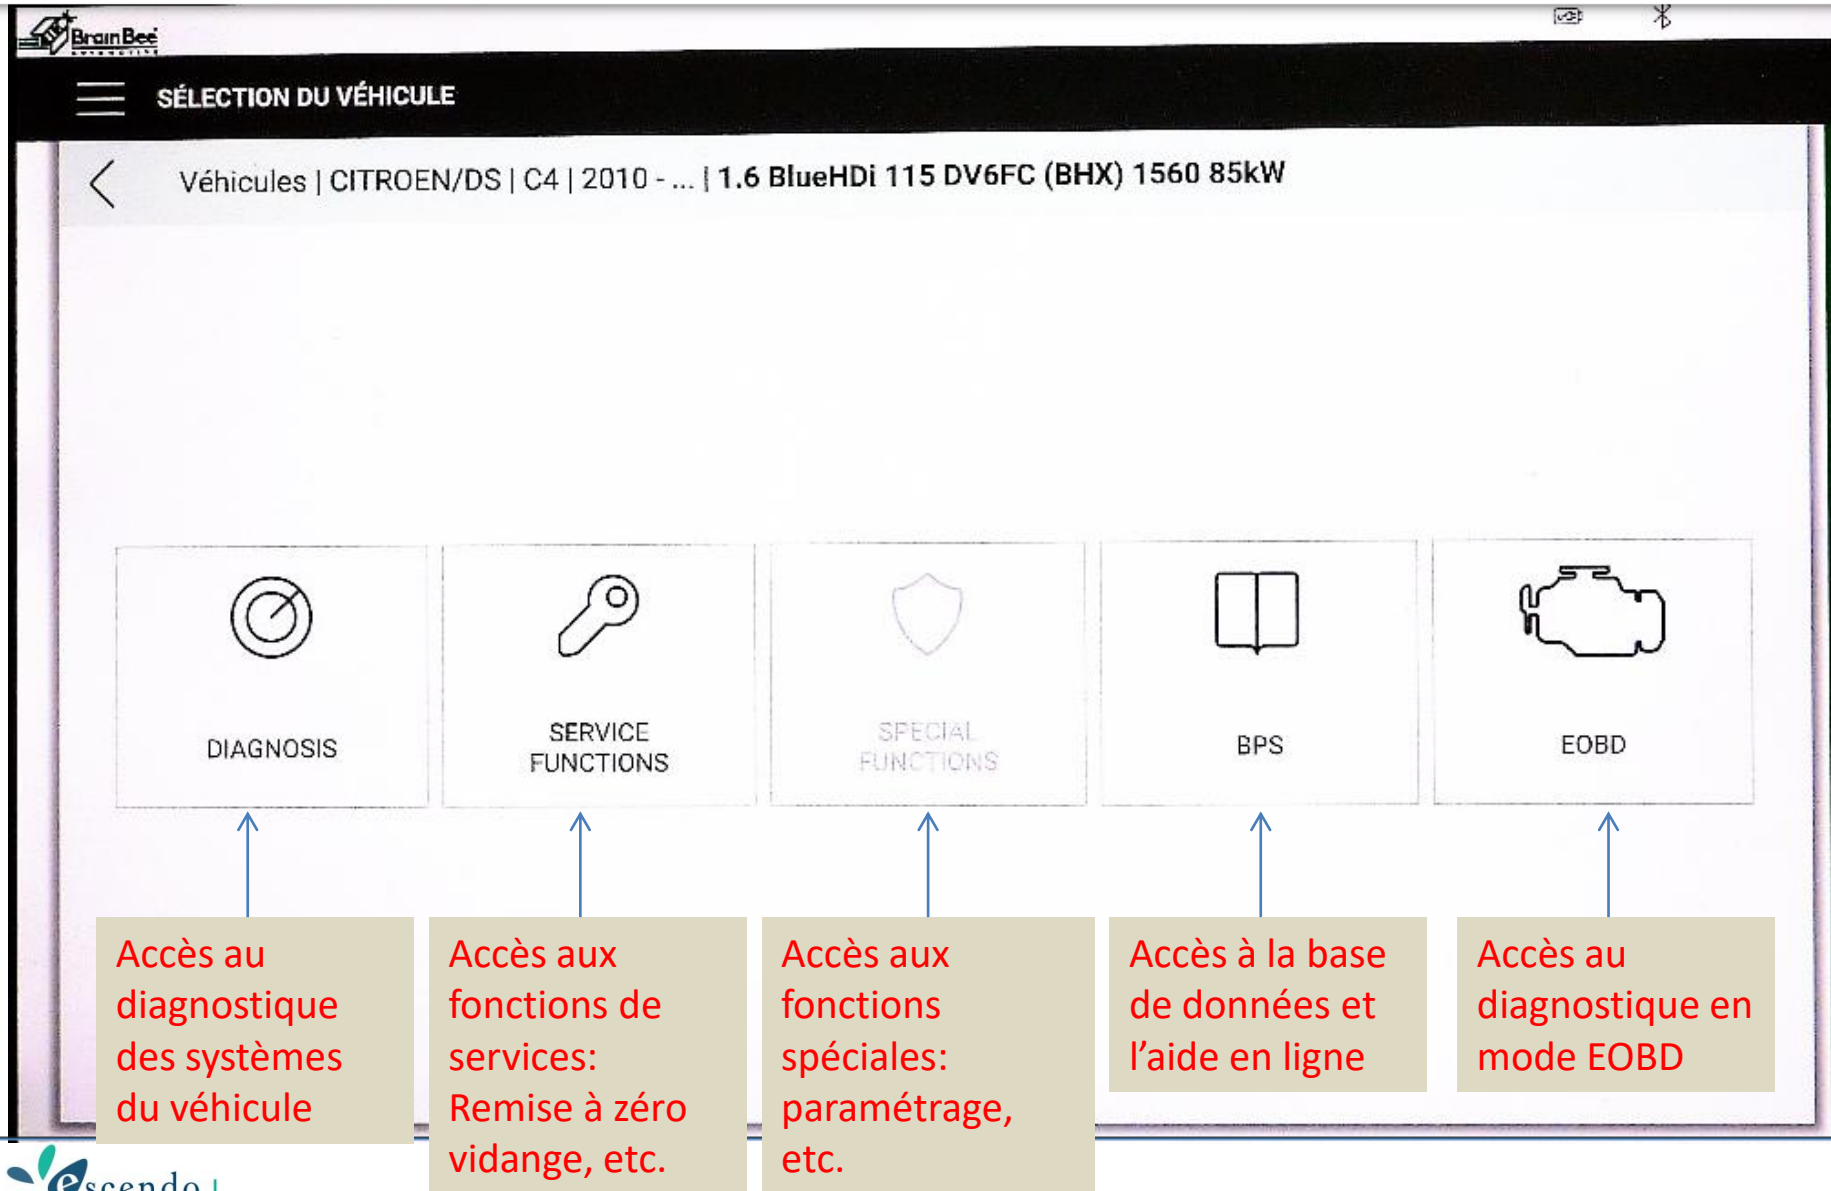 BrainBee
AUTOMOTIVE
SÉLECTION DU VÉHICULE
Véhicules | CITROEN/DS | C4 | 2010 - ... | 1.6 BlueHDi 115 DV6FC (BHX) 1560 85kW
DIAGNOSIS
SERVICE
FUNCTIONS
SPECIAL
FUNCTIONS
BPS
EOBD
Accès au
diagnostique
des systèmes
du véhicule
Accès aux
fonctions de
services:
Remise à zéro
vidange, etc.
Accès aux
fonctions
spéciales:
paramétrage,
etc.
Accès à la base
de données et
l’aide en ligne
Accès au
diagnostique en
mode EOBD
escendo